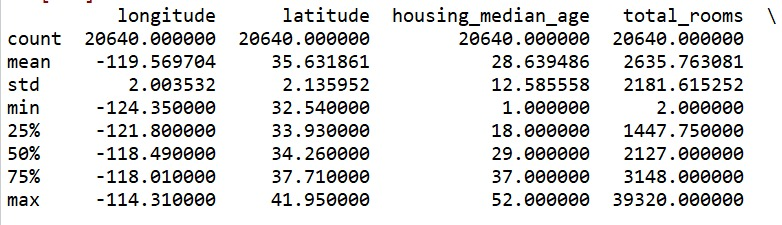 longitude latitude housing_median_age total_rooms \
count 20640.000000 20640.000000 20640.000000 20640.000000
mean -119.569704 35.631861 28.639486 2635.763081
std 2.003532 2.135952 12.585558 2181.615252
min -124.350000 32.540000 1.000000 2.000000
25% -121.800000 33.930000 18.000000 1447.750000
50% -118.490000 34.260000 29.000000 2127.000000
75% -118.010000 37.710000 37.000000 3148.000000
max -114.310000 41.950000 52.000000 39320.000000